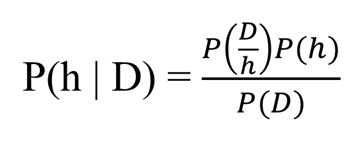 P(h | D) = P(D/h)P(h) / P(D)